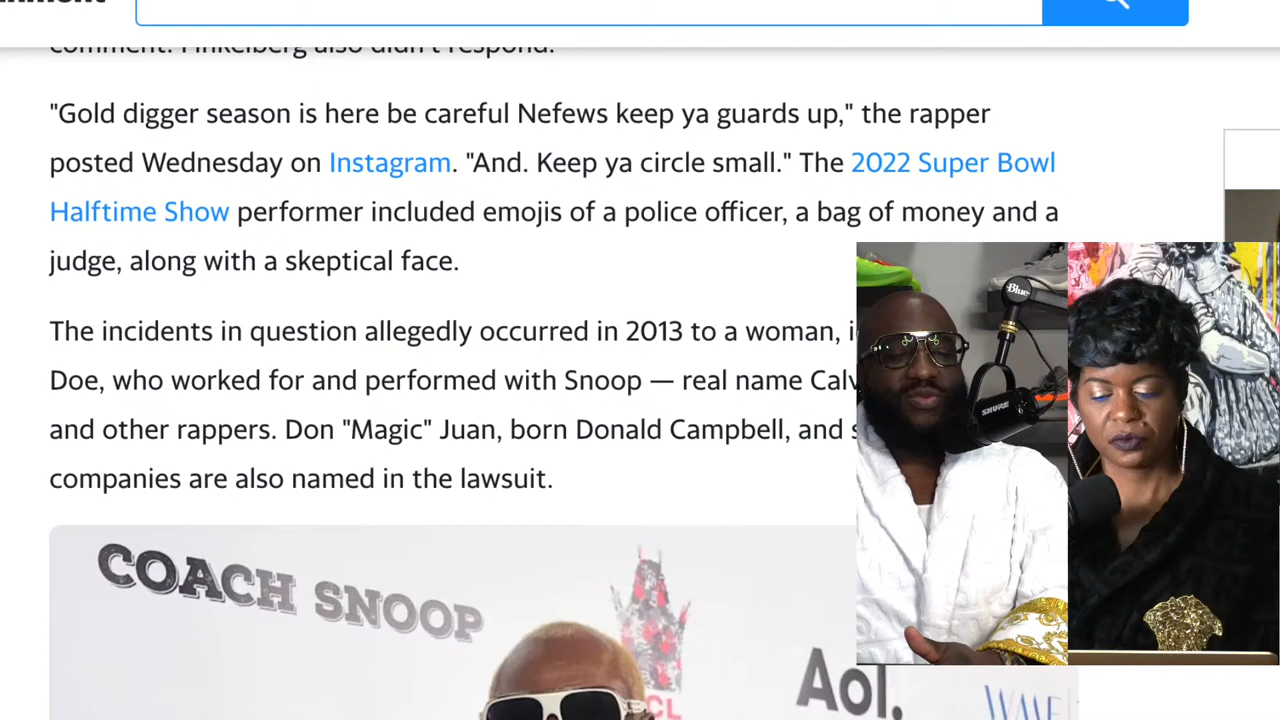 comment. Finkelberg also didn't respond.
"Gold digger season is here be careful Nefews keep ya guards up," the rapper
posted Wednesday on Instagram. "And. Keep ya circle small." The 2022 Super Bowl
Halftime Show performer included emojis of a police officer, a bag of money and a
judge, along with a skeptical face.
The incidents in question allegedly occurred in 2013 to a woman,
Doe, who worked for and performed with Snoop — real name
and other rappers. Don "Magic" Juan, born Donald Campbell, and
companies are also named in the lawsuit.
Blue
SHURE
COACH SNOOP
Aol.